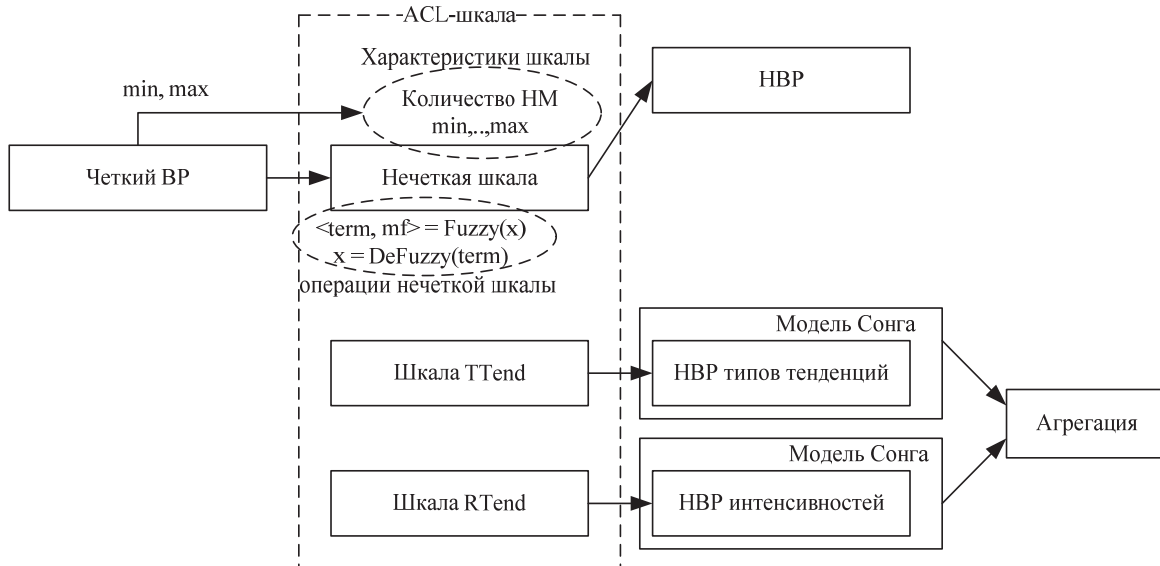 ACL-шкала
Характеристики шкалы
min, max
Количество НМ
min,..,max
НВР
Четкий ВР
Нечеткая шкала
<term, mf> = Fuzzy(x)
x = DeFuzzy(term)
операции нечеткой шкалы
Модель Сонга
Шкала TTend
НВР типов тенденций
Агрегация
Модель Сонга
Шкала RTend
НВР интенсивностей